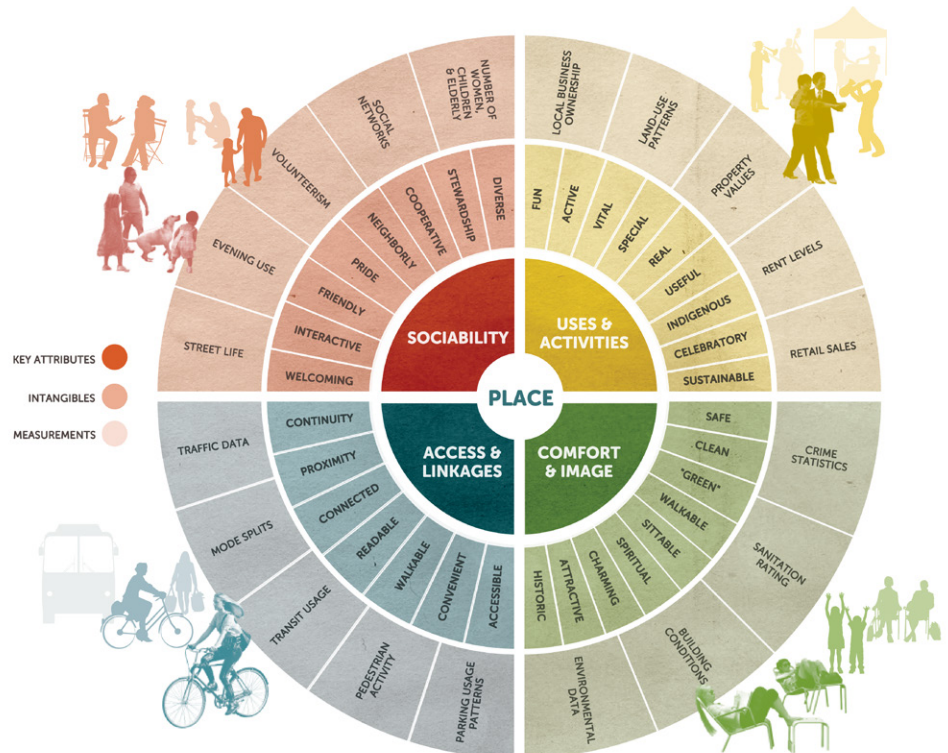 NUMBER OF
WOMEN,
CHILDREN
& ELDERLY
SOCIAL
NETWORKS
VOLUNTEERISM
EVENING USE
STREET LIFE
DIVERSE
STEWARDSHIP
COOPERATIVE
NEIGHBORLY
PRIDE
FRIENDLY
INTERACTIVE
WELCOMING
SOCIABILITY
LOCAL BUSINESS
OWNERSHIP
LAND-USE
PATTERNS
PROPERTY
VALUES
RENT LEVELS
RETAIL SALES
FUN
ACTIVE
VITAL
SPECIAL
REAL
USEFUL
INDIGENOUS
CELEBRATORY
SUSTAINABLE
USES &
ACTIVITIES
KEY ATTRIBUTES
INTANGIBLES
MEASUREMENTS
PLACE
ACCESS &
LINKAGES
CONTINUITY
PROXIMITY
CONNECTED
READABLE
WALKABLE
CONVENIENT
ACCESSIBLE
TRAFFIC DATA
MODE SPLITS
TRANSIT USAGE
PEDESTRIAN
ACTIVITY
PARKING USAGE
PATTERNS
COMFORT
& IMAGE
SAFE
CLEAN
"GREEN"
WALKABLE
SITTABLE
SPIRITUAL
CHARMING
ATTRACTIVE
HISTORIC
CRIME
STATISTICS
SANITATION
RATING
BUILDING
CONDITIONS
ENVIRONMENTAL
DATA